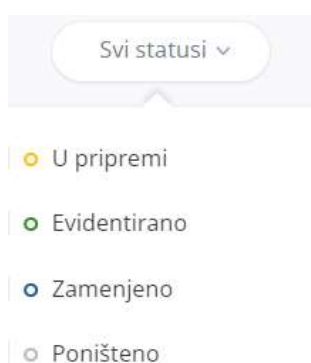 Svi statusi
U pripremi
Evidentirano
Zamenjeno
Poništeno